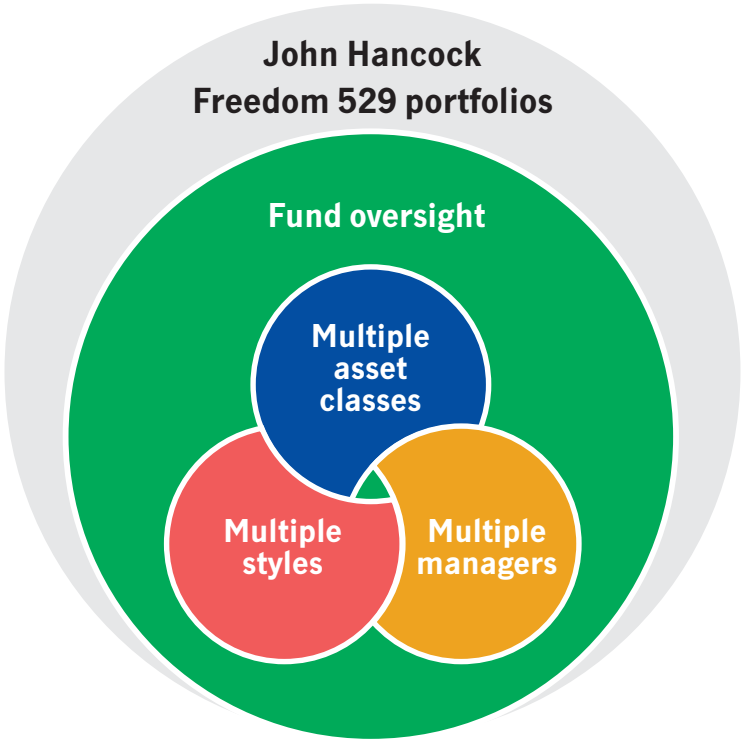 John Hancock
Freedom 529 portfolios
Fund oversight
Multiple
asset
classes
Multiple
styles
Multiple
managers